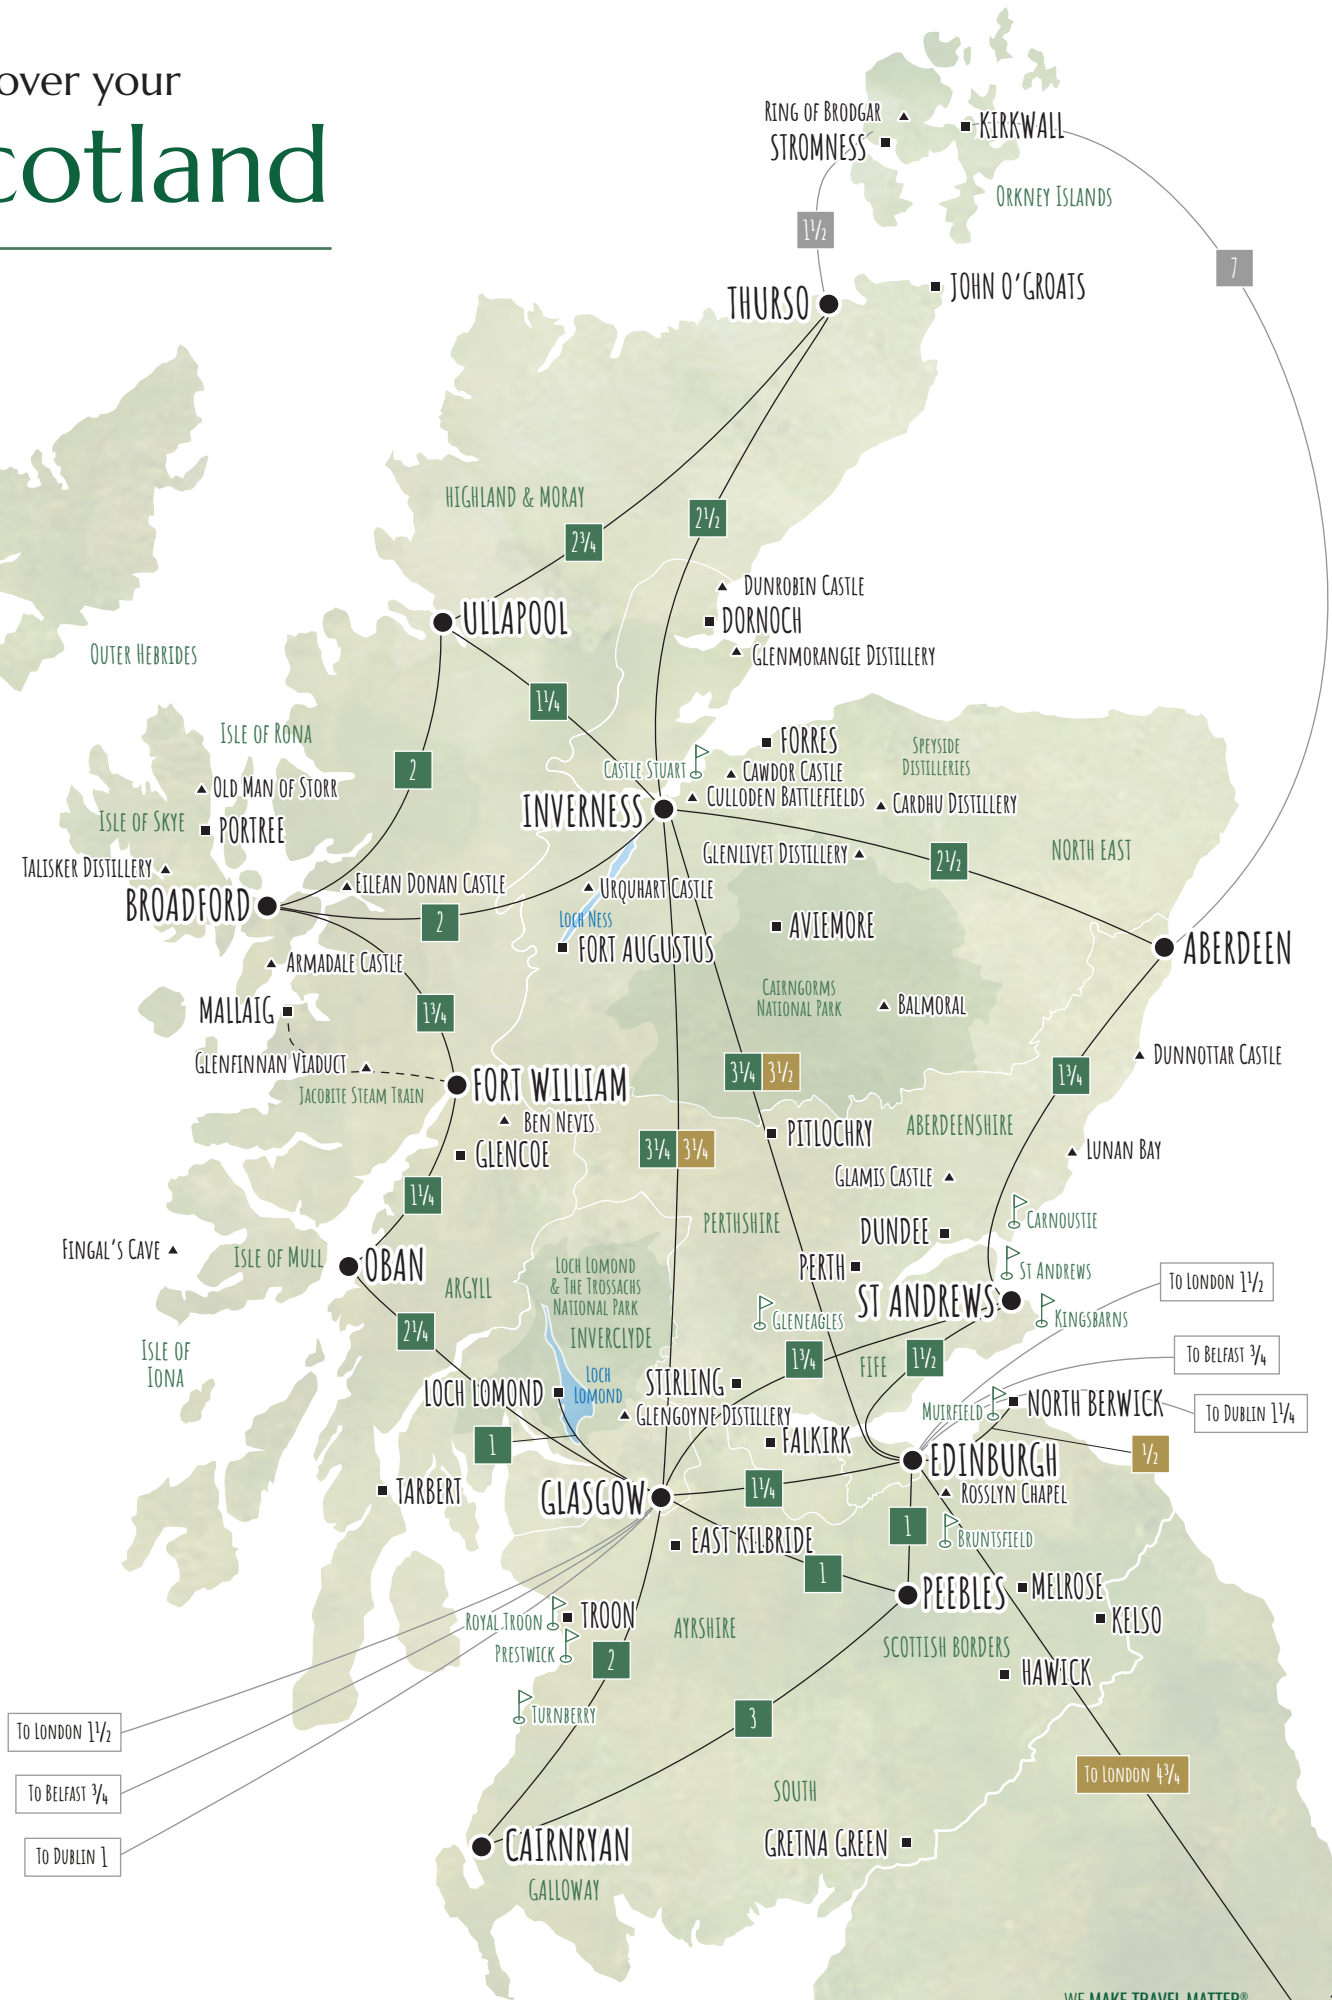 over your
cotland
Ring of Brodgar
STROMNESS
KIRKWALL
Orkney Islands
1½
7
THURSO
JOHN O'GROATS
HIGHLAND & MORAY
2¾
2½
Dunrobin Castle
ULLAPOOL
DORNOCH
Outer Hebrides
Glenmorangie Distillery
1¼
Isle of Rona
2
Castle Stuart
FORRES
Speyside
Distilleries
Cawdor Castle
Old Man of Storr
Culloden Battlefields
Cardhu Distillery
Isle of Skye
PORTREE
INVERNESS
Talisker Distillery
Glenlivet Distillery
2½
NORTH EAST
Eilean Donan Castle
Urquhart Castle
BROADFORD
2
Loch Ness
AVIEMORE
FORT AUGUSTUS
ABERDEEN
Armadale Castle
MALLAIG
1¾
Cairngorms
National Park
Balmoral
Glenfinnan Viaduct
Dunnottar Castle
Jacobite Steam Train
FORT WILLIAM
3¼
3½
1¾
Ben Nevis
GLENCOE
3¼
3¼
PITLOCHRY
ABERDEENSHIRE
Lunan Bay
Glamis Castle
1¼
Carnoustie
PERTHSHIRE
DUNDEE
Fingal's Cave
Isle of Mull
OBAN
PERTH
St Andrews
Loch Lomond
& The Trossachs
National Park
ARGYLL
To London 1½
ST ANDREWS
Kingsbarns
Gleneagles
2¼
INVERCLYDE
Isle of
Iona
1¾
FIFE
1½
To Belfast ¾
Loch
Lomond
LOCH LOMOND
STIRLING
Muirfield
NORTH BERWICK
To Dublin 1¼
Glengoyne Distillery
1
FALKIRK
½
EDINBURGH
TARBERT
GLASGOW
1¼
Rosslyn Chapel
1
Bruntsfield
EAST KILBRIDE
1
PEEBLES
MELROSE
Royal Troon
TROON
KELSO
Prestwick
AYRSHIRE
SCOTTISH BORDERS
2
HAWICK
Turnberry
3
To London 1½
To London 4¾
To Belfast ¾
SOUTH
To Dublin 1
CAIRNRYAN
GRETNA GREEN
GALLOWAY
WE MAKE TRAVEL MATTER®